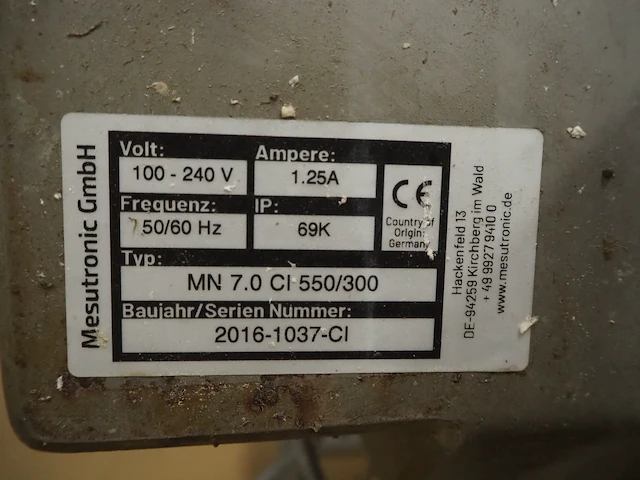 Mesutronic GmbH
Volt: Ampere:
100 - 240 V 1.25A
Frequenz: IP:
50/60 Hz 69K
CE
Country of
Origin:
Germany
Typ:
MN 7.0 CI 550/300
Baujahr/Serien Nummer:
2016-1037-CI
Hackenfeld 13
DE-94259 Kirchberg im Wald
+ 49 9927 9410 0
www.mesutronic.de